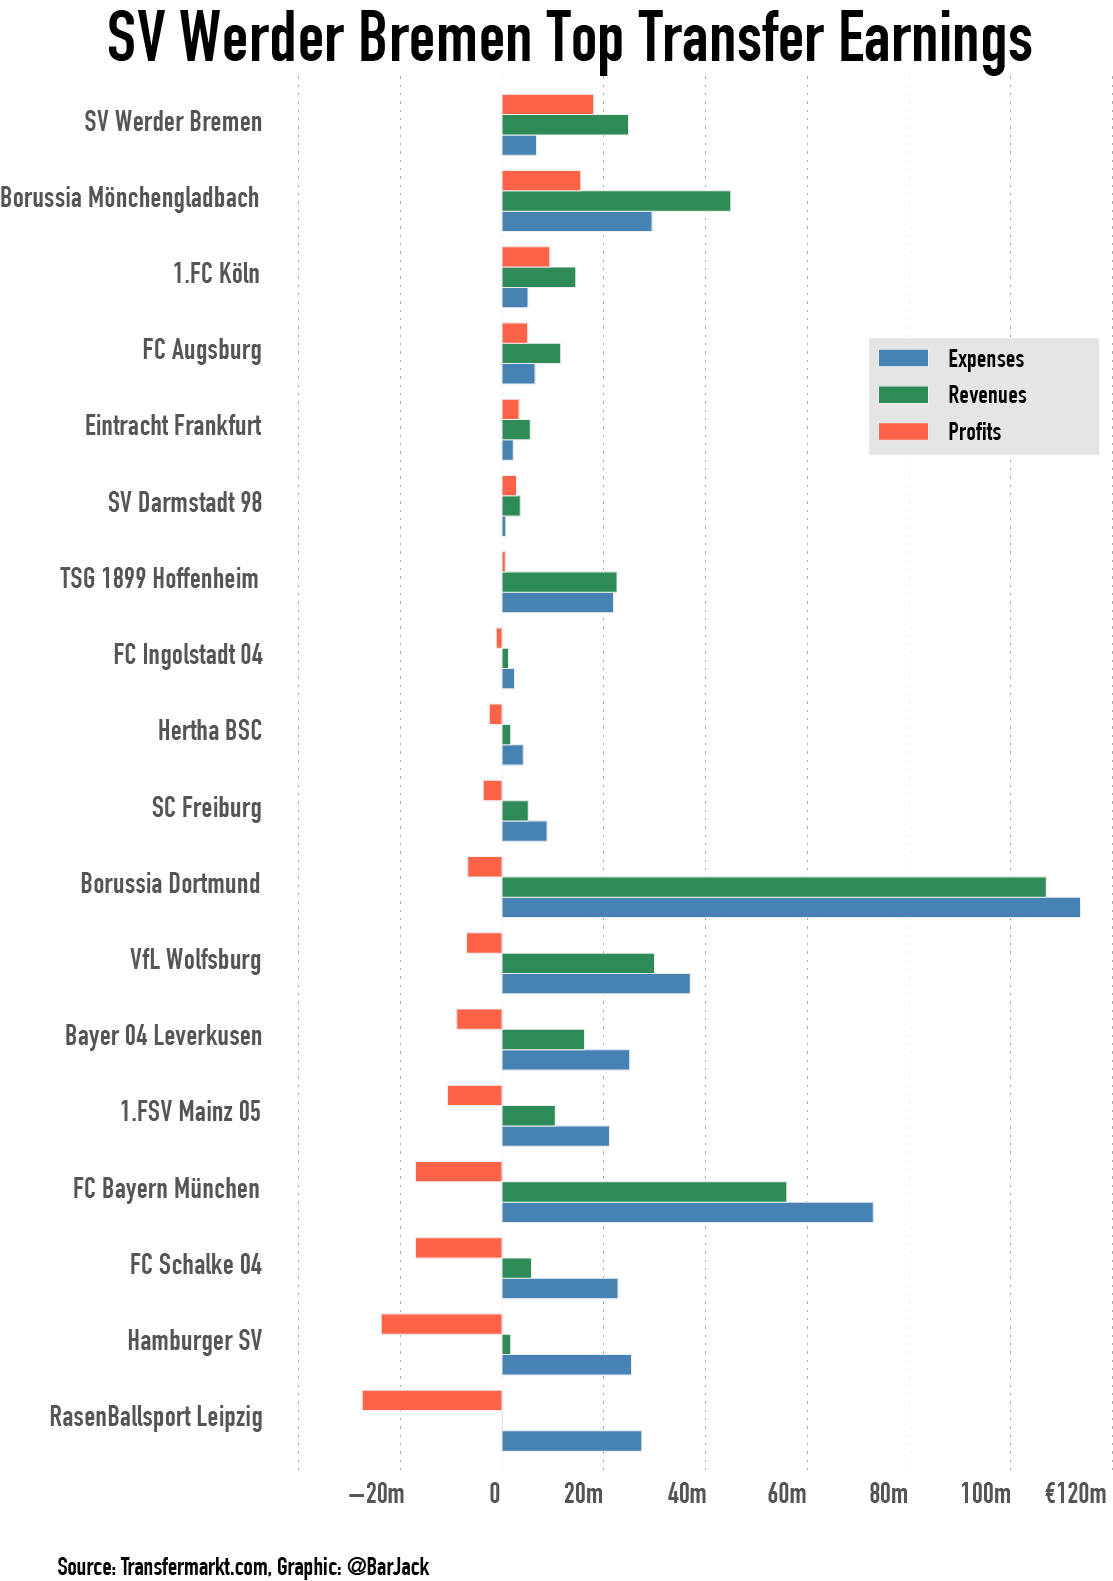 SV Werder Bremen Top Transfer Earnings
SV Werder Bremen
Borussia Mönchengladbach
1.FC Köln
FC Augsburg
Expenses
Revenues
Profits
Eintracht Frankfurt
SV Darmstadt 98
TSG 1899 Hoffenheim
FC Ingolstadt 04
Hertha BSC
SC Freiburg
Borussia Dortmund
VfL Wolfsburg
Bayer 04 Leverkusen
1.FSV Mainz 05
FC Bayern München
FC Schalke 04
Hamburger SV
RasenBallsport Leipzig
–20m 0 20m 40m 60m 80m 100m €120m
Source: Transfermarkt.com, Graphic: @BarJack